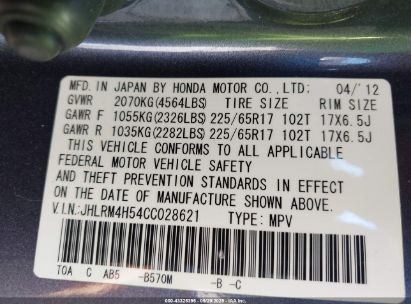 MFD. IN JAPAN BY HONDA MOTOR CO., LTD: 04/'12
GVWR 2070KG(4564LBS) TIRE SIZE RIM SIZE
GAWR F 1055KG(2326LBS) 225/65R17 102T 17X6.5J
GAWR R 1035KG(2282LBS) 225/65R17 102T 17X6.5J
THIS VEHICLE CONFORMS TO ALL APPLICABLE
FEDERAL MOTOR VEHICLE SAFETY
AND THEFT PREVENTION STANDARDS IN EFFECT
ON THE DATE OF MANUFACTURE SHOWN ABOVE.
V.I.N:JHLRM4H54CC028621 TYPE: MPV
TOA C AB5 -B570M -B -C